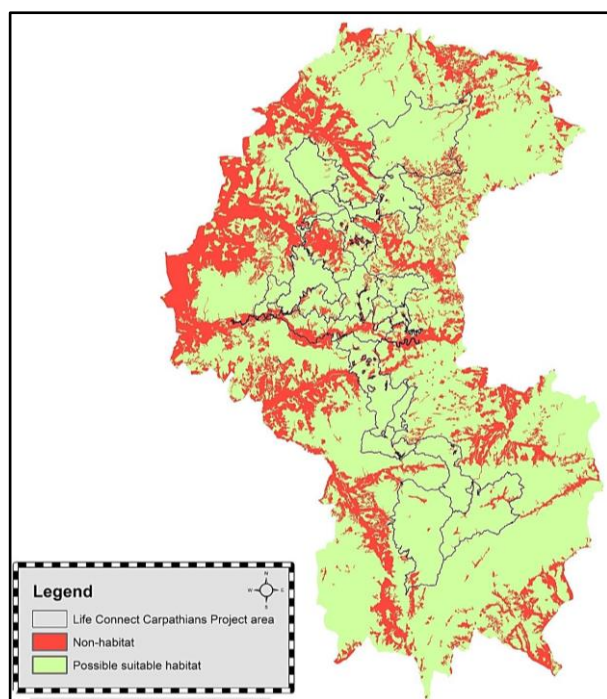 Legend
N
W E
S
Life Connect Carpathians Project area
Non-habitat
Possible suitable habitat